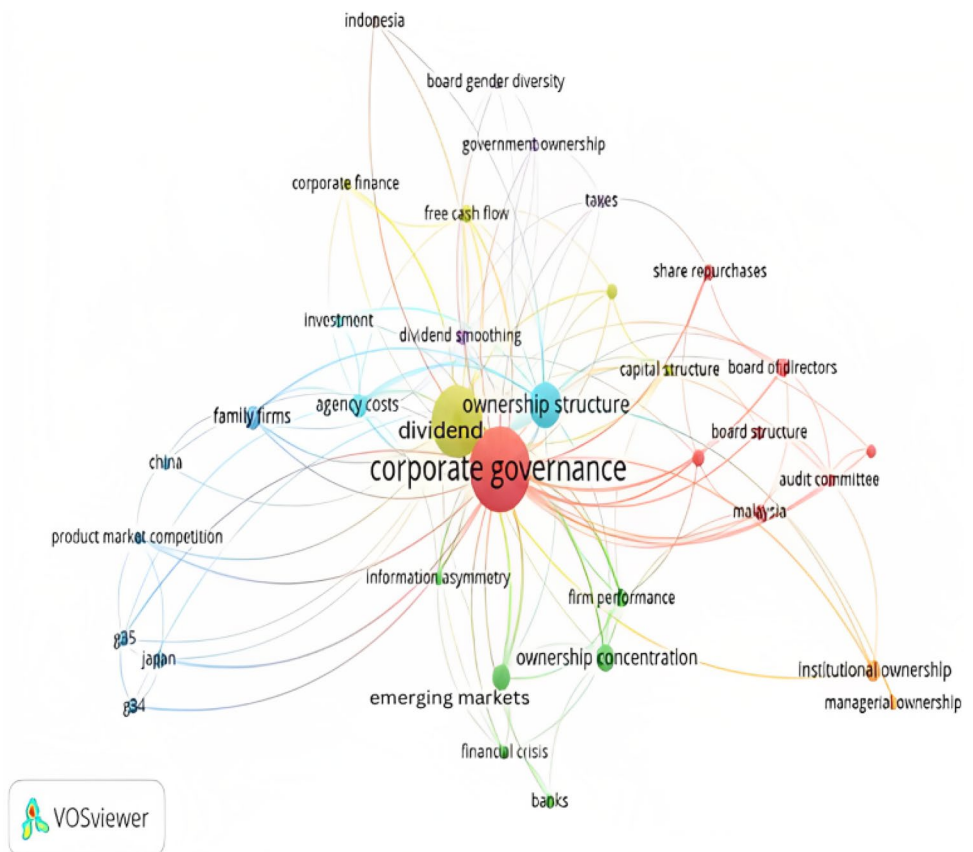 indonesia
board gender diversity
government ownership
corporate finance
taxes
free cash flow
share repurchases
investment
dividend smoothing
capital structure
board of directors
agency costs
ownership structure
family firms
dividend
board structure
china
corporate governance
audit committee
malaysia
product market competition
information asymmetry
firm performance
g35
japan
ownership concentration
institutional ownership
emerging markets
managerial ownership
g34
financial crisis
banks
VOSviewer